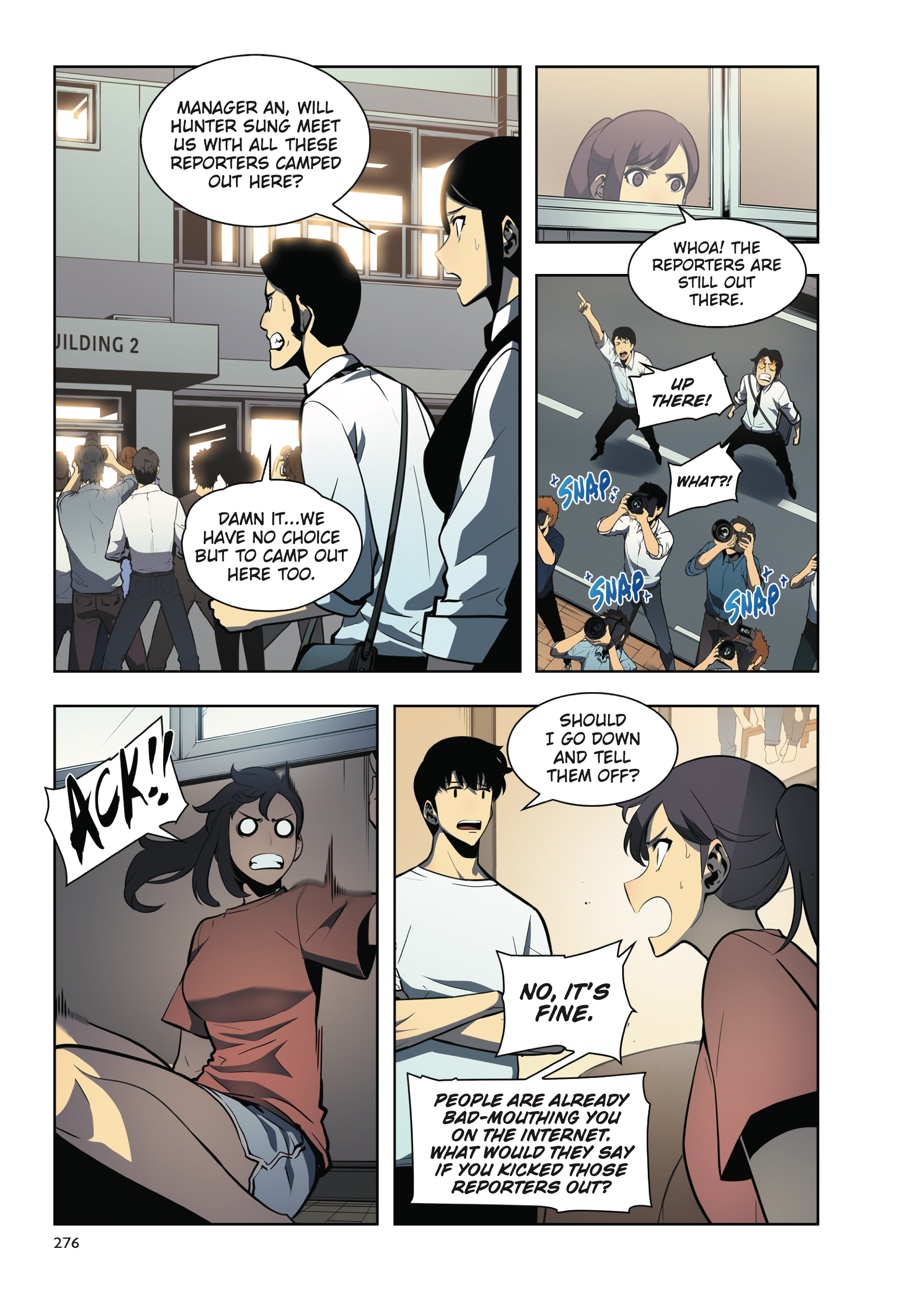 MANAGER AN, WILL
HUNTER SUNG MEET
US WITH ALL THESE
REPORTERS CAMPED
OUT HERE?
UILDING 2
DAMN IT...WE
HAVE NO CHOICE
BUT TO CAMP OUT
HERE TOO.
WHOA! THE
REPORTERS ARE
STILL OUT
THERE.
UP
THERE!
WHAT?!
SNAP
SNAP
SNAP
ACK!!
SHOULD
I GO DOWN
AND TELL
THEM OFF?
NO, IT'S
FINE.
PEOPLE ARE ALREADY
BAD-MOUTHING YOU
ON THE INTERNET.
WHAT WOULD THEY SAY
IF YOU KICKED THOSE
REPORTERS OUT?
276